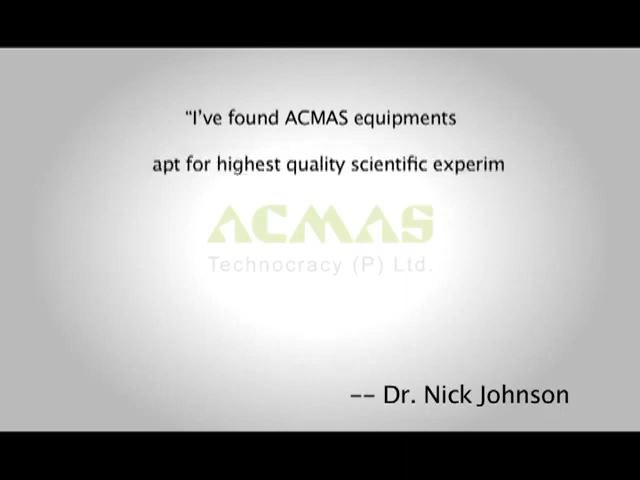 “I’ve found ACMAS equipments
apt for highest quality scientific experim
ACMAS
Technocracy (P) Ltd.
-- Dr. Nick Johnson